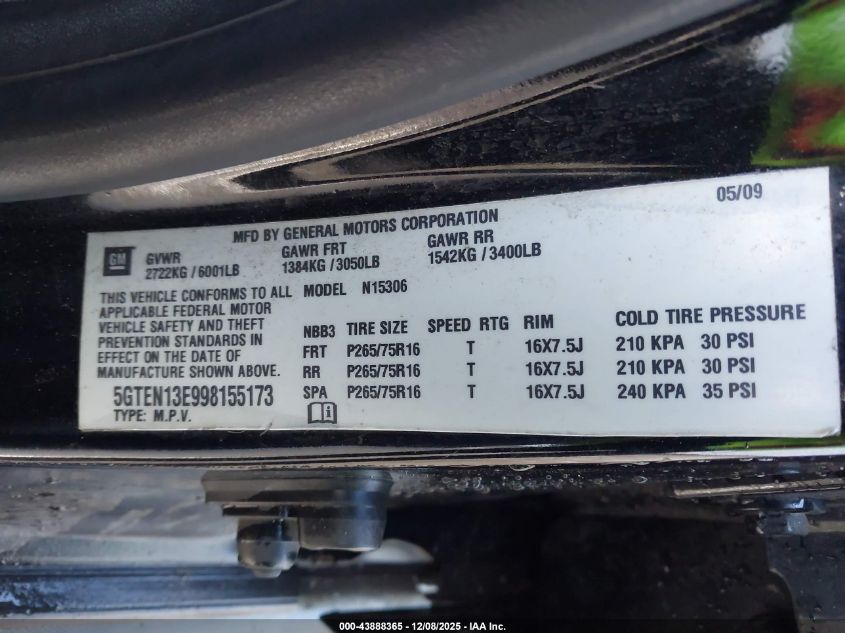 05/09
MFD BY GENERAL MOTORS CORPORATION
GM
GVWR GAWR FRT GAWR RR
2722KG / 6001LB 1384KG / 3050LB 1542KG / 3400LB
THIS VEHICLE CONFORMS TO ALL
APPLICABLE FEDERAL MOTOR
VEHICLE SAFETY AND THEFT
PREVENTION STANDARDS IN
EFFECT ON THE DATE OF
MANUFACTURE SHOWN ABOVE.
5GTEN13E998155173
TYPE: M.P.V.
MODEL N15306
NBB3 TIRE SIZE SPEED RTG RIM COLD TIRE PRESSURE
FRT P265/75R16 T 16X7.5J 210 KPA 30 PSI
RR P265/75R16 T 16X7.5J 210 KPA 30 PSI
SPA P265/75R16 T 16X7.5J 240 KPA 35 PSI
000-43888365 - 12/08/2025 - IAA Inc.